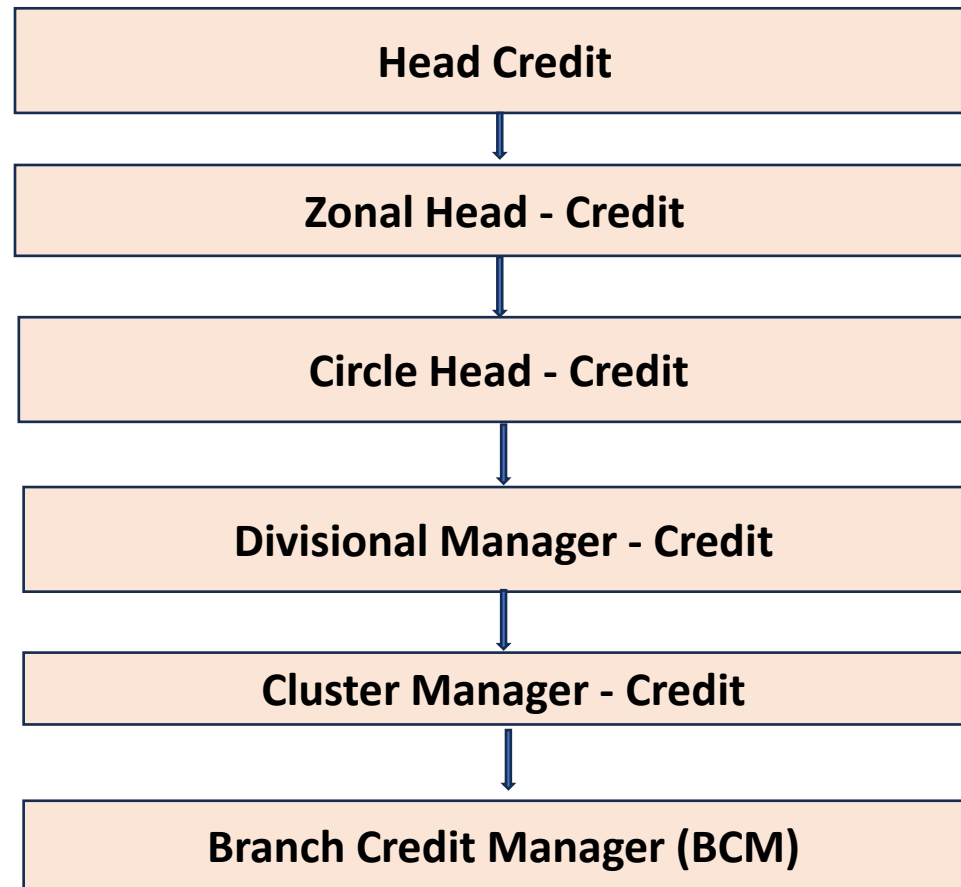 Head Credit
Zonal Head - Credit
Circle Head - Credit
Divisional Manager - Credit
Cluster Manager - Credit
Branch Credit Manager (BCM)